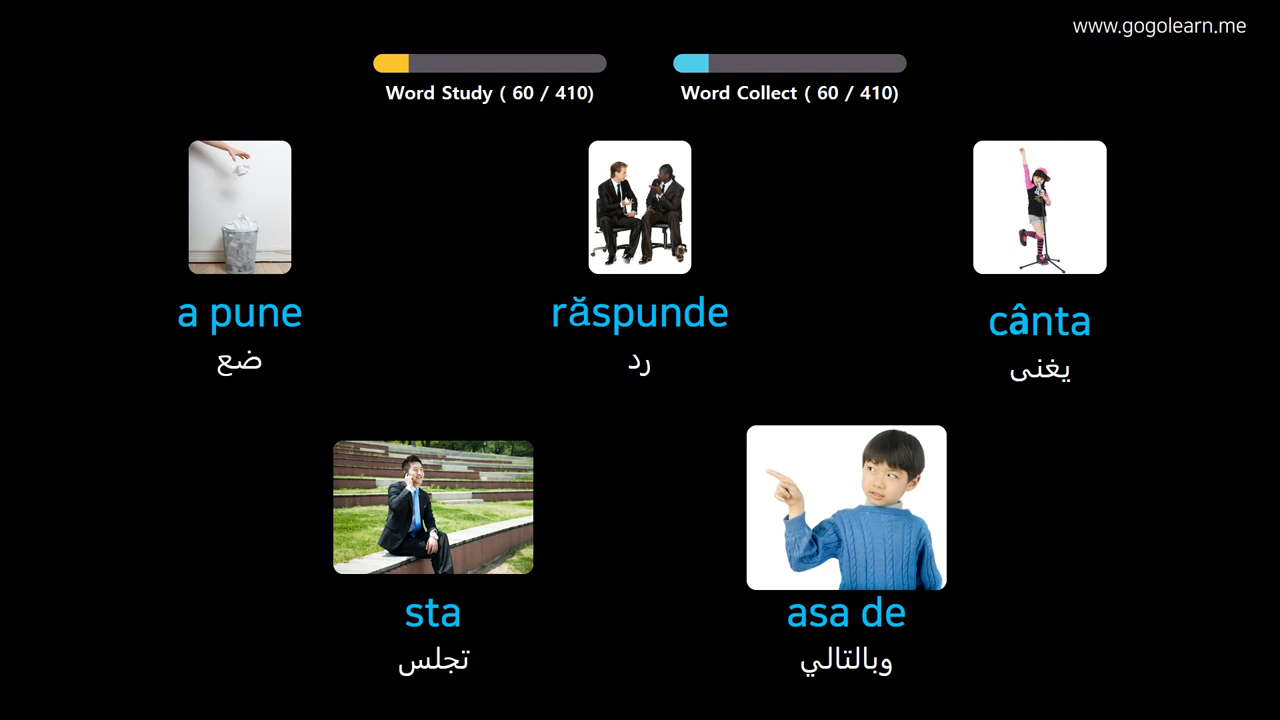 www.gogolearn.me
Word Study ( 60 / 410)
Word Collect ( 60 / 410)
a pune
ضع
răspunde
رد
cânta
يغنى
sta
تجلس
asa de
وبالتالي